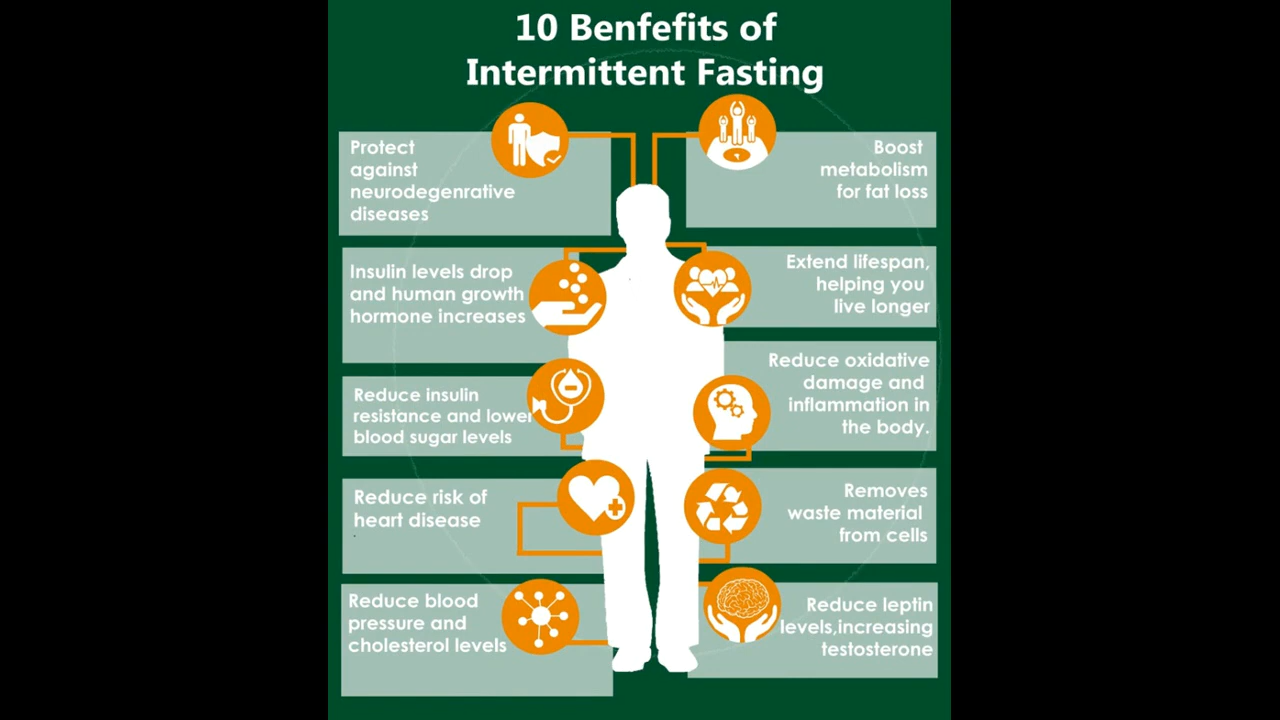 10 Benfefits of
Intermittent Fasting
Protect
against
neurodegenrative
diseases
Boost
metabolism
for fat loss
Insulin levels drop
and human growth
hormone increases
Extend lifespan,
helping you
live longer
Reduce insulin
resistance and lower
blood sugar levels
Reduce oxidative
damage and
inflammation in
the body.
Reduce risk of
heart disease
Removes
waste material
from cells
Reduce blood
pressure and
cholesterol levels
Reduce leptin
levels,increasing
testosterone